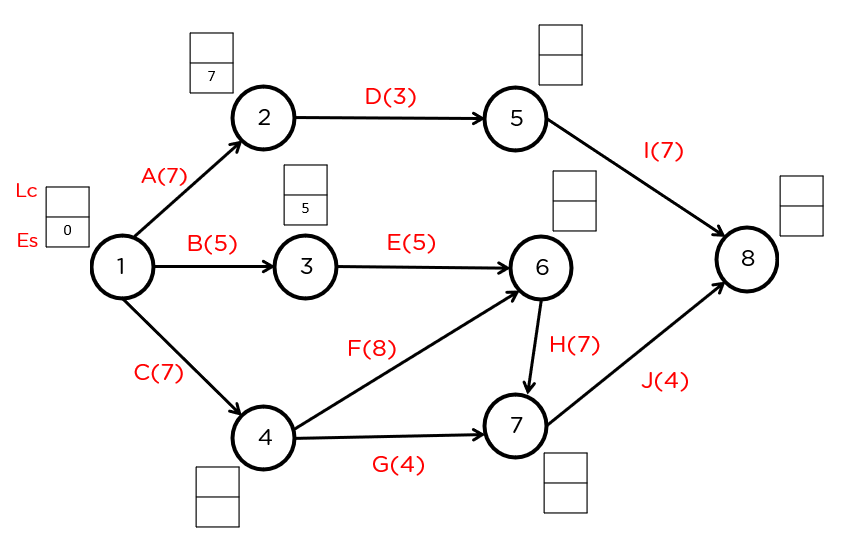 7
2
D(3)
5
I(7)
A(7)
Lc
0
Es
5
B(5)
E(5)
1
3
6
8
F(8)
H(7)
C(7)
J(4)
4
7
G(4)